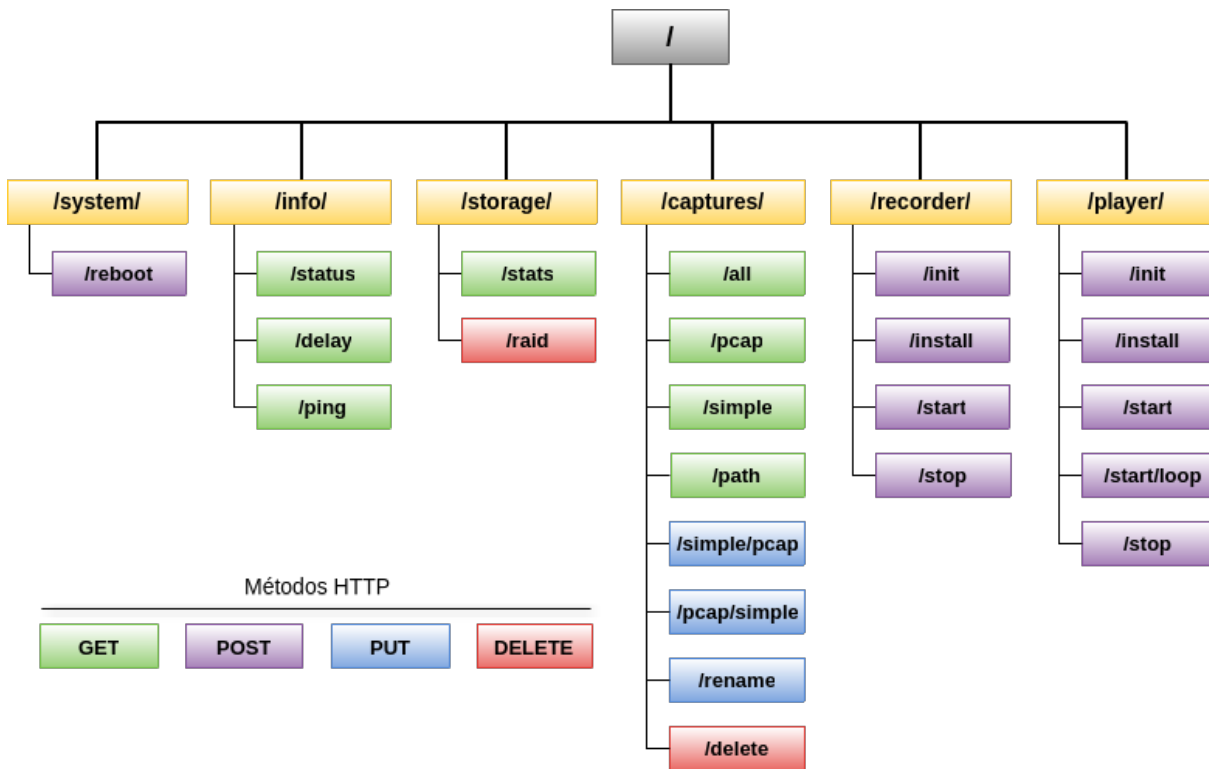 /
/system/
/reboot
/info/
/status
/delay
/ping
/storage/
/stats
/raid
/captures/
/all
/pcap
/simple
/path
/simple/pcap
/pcap/simple
/rename
/delete
/recorder/
/init
/install
/start
/stop
/player/
/init
/install
/start
/start/loop
/stop
Métodos HTTP
GET
POST
PUT
DELETE